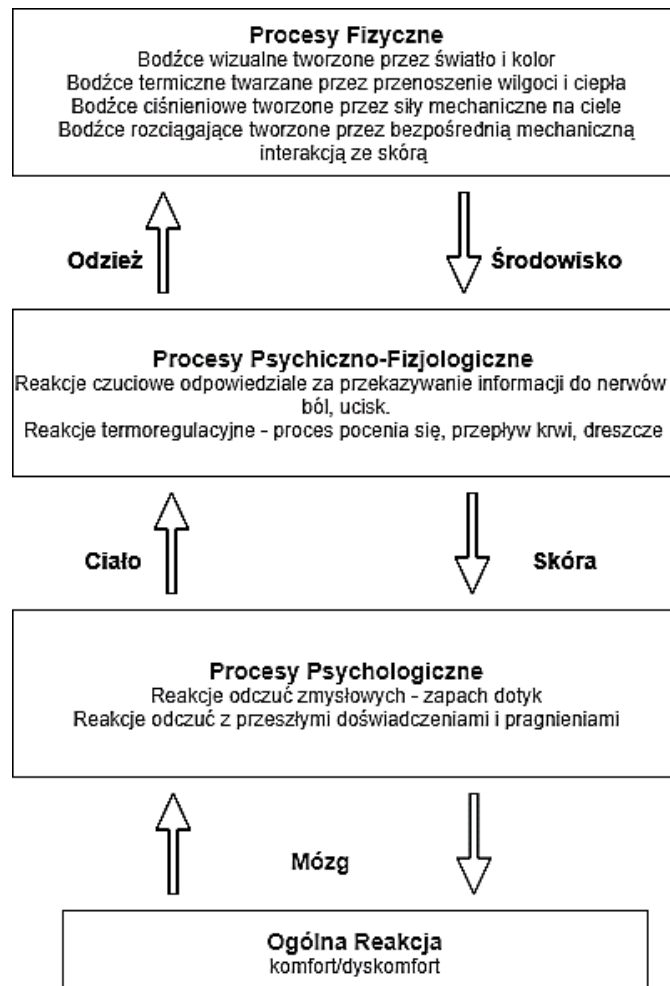 Procesy Fizyczne
Bodźce wizualne tworzone przez światło i kolor
Bodźce termiczne twarzane przez przenoszenie wilgoci i ciepła
Bodźce ciśnieniowe tworzone przez siły mechaniczne na ciele
Bodźce rozciągające tworzone przez bezpośrednią mechaniczną
interakcją ze skórą
Odzież
Środowisko
Procesy Psychiczno-Fizjologiczne
Reakcje czuciowe odpowiedziale za przekazywanie informacji do nerwów
ból, ucisk.
Reakcje termoregulacyjne - proces pocenia się, przepływ krwi, dreszcze
Ciało
Skóra
Procesy Psychologiczne
Reakcje odczuć zmysłowych - zapach dotyk
Reakcje odczuć z przeszłymi doświadczeniami i pragnieniami
Mózg
Ogólna Reakcja
komfort/dyskomfort